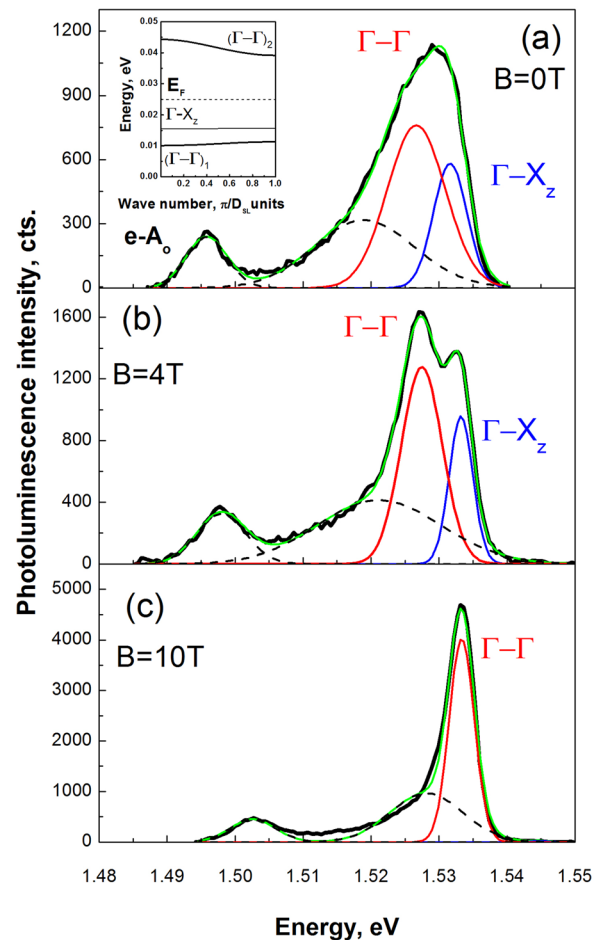 Photoluminescence intensity, cts.
1200
900
600
300
0
(a)
B=0T
Γ–Γ
Γ–Xz
e-Ao
Energy, eV
0.05
0.04
0.03
0.02
0.01
0.00
(Γ–Γ)2
EF
Γ-Xz
(Γ–Γ)1
0.0 0.2 0.4 0.6 0.8 1.0
Wave number, π/DSL units
1600
1200
800
400
0
(b)
B=4T
Γ–Γ
Γ–Xz
5000
4000
3000
2000
1000
0
(c)
B=10T
Γ–Γ
1.48 1.49 1.50 1.51 1.52 1.53 1.54 1.55
Energy, eV